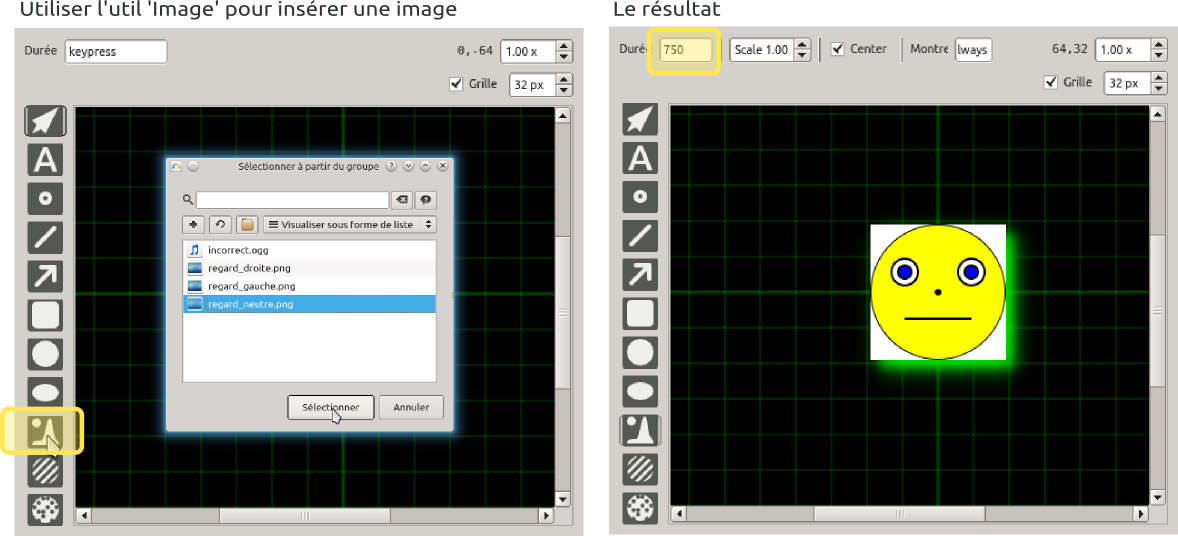 Utiliser l'util 'Image' pour insérer une image
Durée keypress 0,-64 1.00 x
Grille 32 px
A
Sélectionner à partir du groupe
Visualiser sous forme de liste
incorrect.ogg
regard_droite.png
regard_gauche.png
regard_neutre.png
Sélectionner Annuler
Le résultat
Duré 750 Scale 1.00 Center Montre lways 64,32 1.00 x
Grille 32 px
A